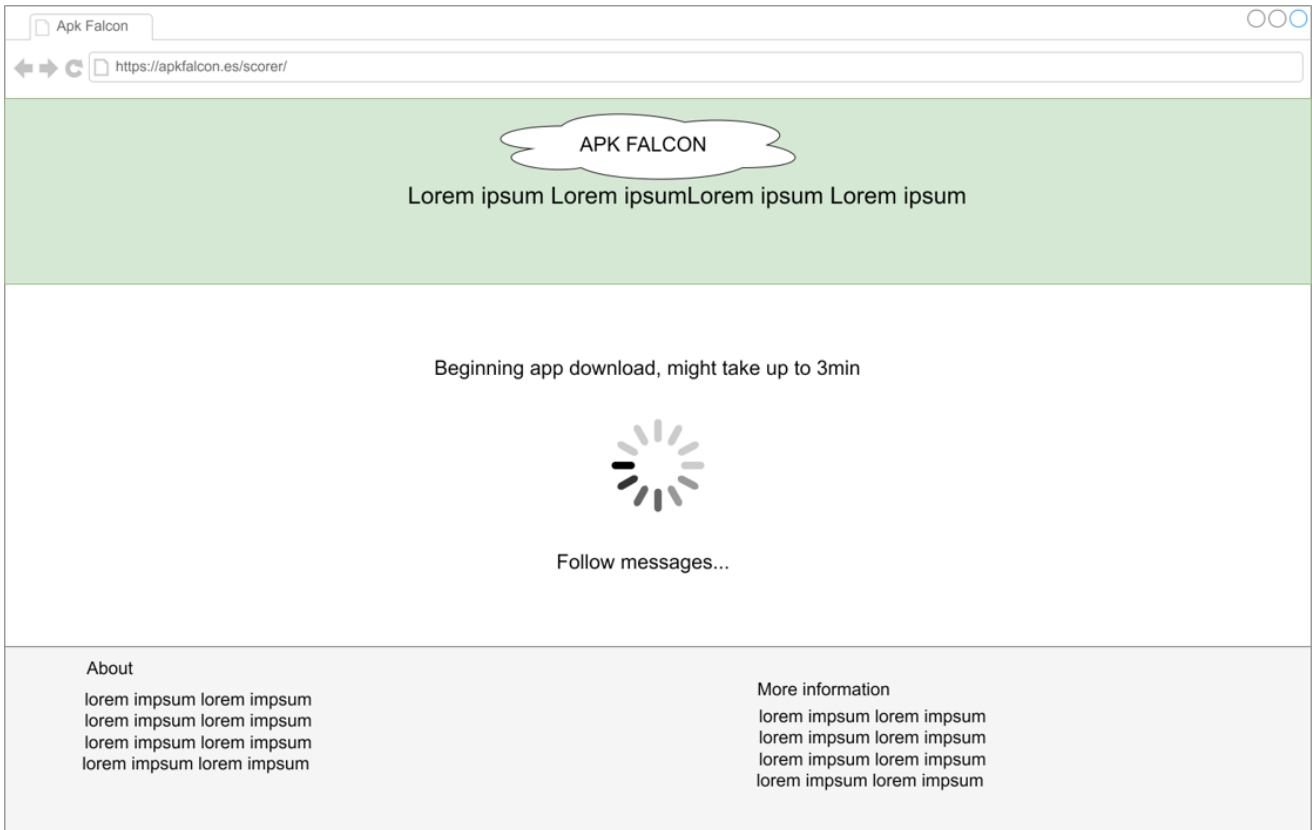 Apk Falcon
https://apkfalcon.es/scorer/
APK FALCON
Lorem ipsum Lorem ipsumLorem ipsum Lorem ipsum
Beginning app download, might take up to 3min
Follow messages...
About
lorem impsum lorem impsum
lorem impsum lorem impsum
lorem impsum lorem impsum
lorem impsum lorem impsum
More information
lorem impsum lorem impsum
lorem impsum lorem impsum
lorem impsum lorem impsum
lorem impsum lorem impsum